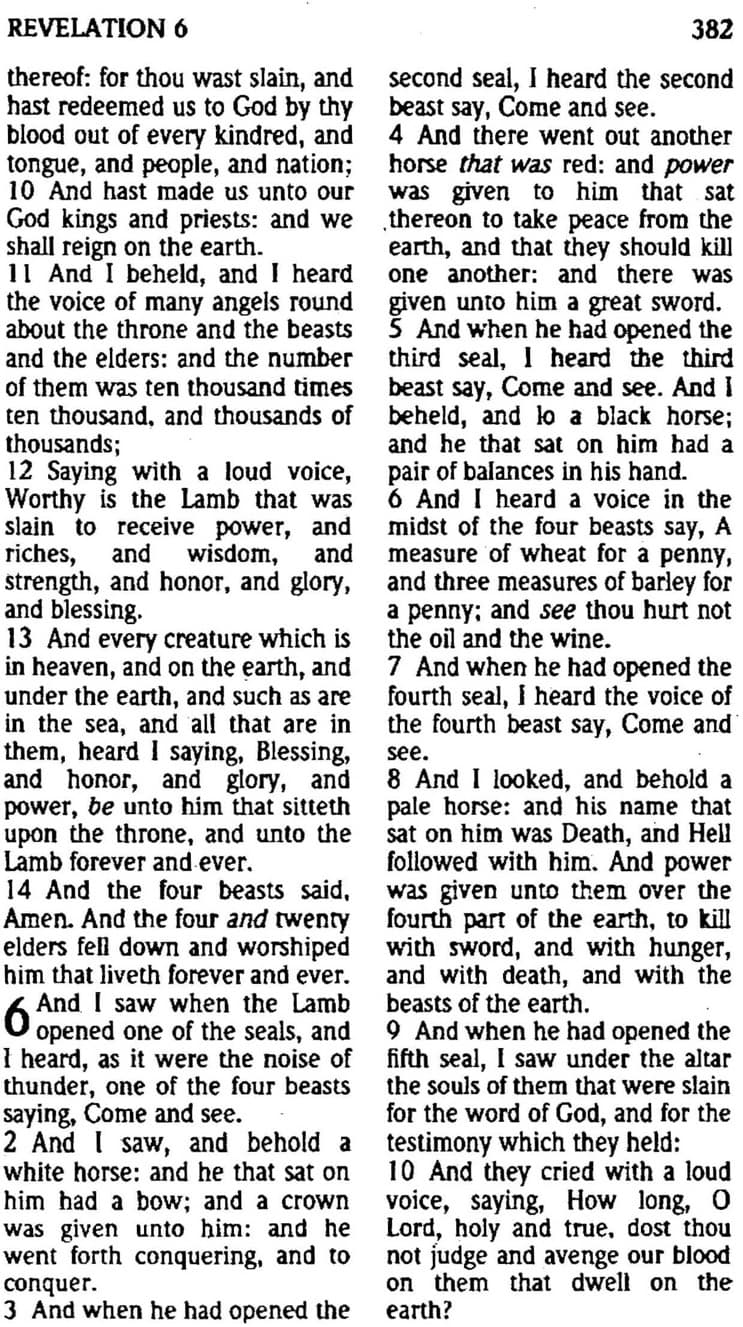 REVELATION 6
382
thereof: for thou wast slain, and
hast redeemed us to God by thy
blood out of every kindred, and
tongue, and people, and nation;
10 And hast made us unto our
God kings and priests: and we
shall reign on the earth.
11 And I beheld, and I heard
the voice of many angels round
about the throne and the beasts
and the elders: and the number
of them was ten thousand times
ten thousand, and thousands of
thousands;
12 Saying with a loud voice,
Worthy is the Lamb that was
slain to receive power, and
riches, and wisdom, and
strength, and honor, and glory,
and blessing.
13 And every creature which is
in heaven, and on the earth, and
under the earth, and such as are
in the sea, and all that are in
them, heard I saying, Blessing,
and honor, and glory, and
power, be unto him that sitteth
upon the throne, and unto the
Lamb forever and ever.
14 And the four beasts said,
Amen. And the four and twenty
elders fell down and worshiped
him that liveth forever and ever.
6 And I saw when the Lamb
opened one of the seals, and
I heard, as it were the noise of
thunder, one of the four beasts
saying, Come and see.
2 And I saw, and behold a
white horse: and he that sat on
him had a bow; and a crown
was given unto him: and he
went forth conquering, and to
conquer.
3 And when he had opened the
second seal, I heard the second
beast say, Come and see.
4 And there went out another
horse that was red: and power
was given to him that sat
thereon to take peace from the
earth, and that they should kill
one another: and there was
given unto him a great sword.
5 And when he had opened the
third seal, I heard the third
beast say, Come and see. And I
beheld, and lo a black horse;
and he that sat on him had a
pair of balances in his hand.
6 And I heard a voice in the
midst of the four beasts say, A
measure of wheat for a penny,
and three measures of barley for
a penny; and see thou hurt not
the oil and the wine.
7 And when he had opened the
fourth seal, I heard the voice of
the fourth beast say, Come and
see.
8 And I looked, and behold a
pale horse: and his name that
sat on him was Death, and Hell
followed with him. And power
was given unto them over the
fourth part of the earth, to kill
with sword, and with hunger,
and with death, and with the
beasts of the earth.
9 And when he had opened the
fifth seal, I saw under the altar
the souls of them that were slain
for the word of God, and for the
testimony which they held:
10 And they cried with a loud
voice, saying, How long, O
Lord, holy and true, dost thou
not judge and avenge our blood
on them that dwell on the
earth?